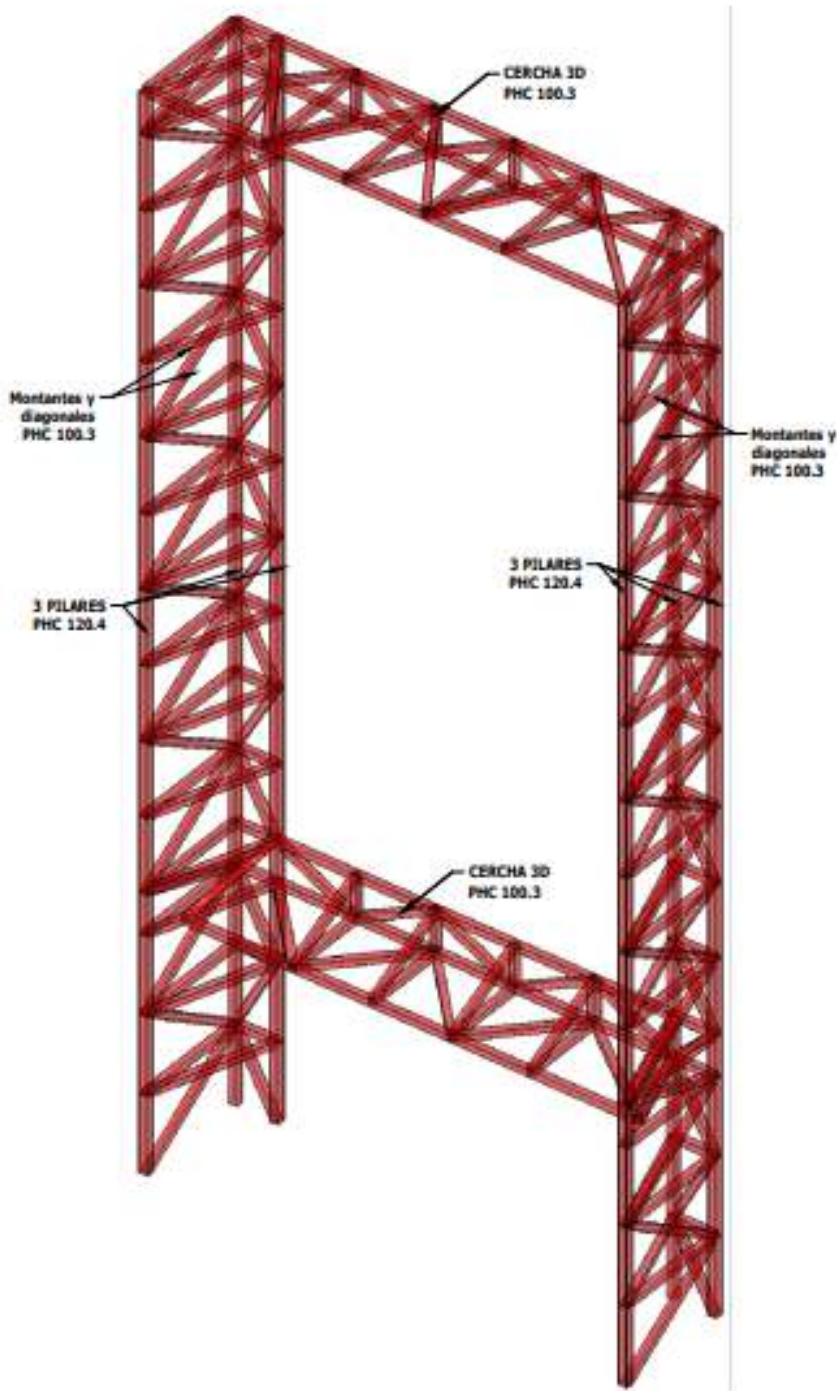 CERCHA 3D
PHC 100.3
Montantes y
diagonales
PHC 100.3
Montantes y
diagonales
PHC 100.3
3 PILARES
PHC 120.4
3 PILARES
PHC 120.4
CERCHA 3D
PHC 100.3